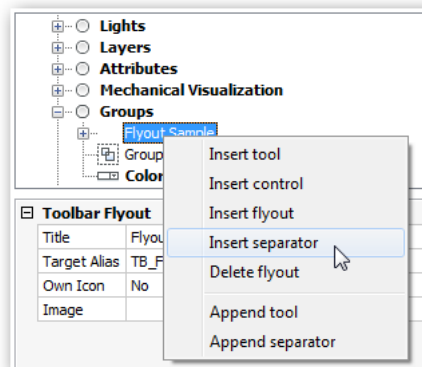 Lights
Layers
Attributes
Mechanical Visualization
Groups
Flyout Sample
Group
Color
Insert tool
Insert control
Insert flyout
Insert separator
Delete flyout
Append tool
Append separator
Toolbar Flyout
Title Flyou
Target Alias TB_F
Own Icon No
Image